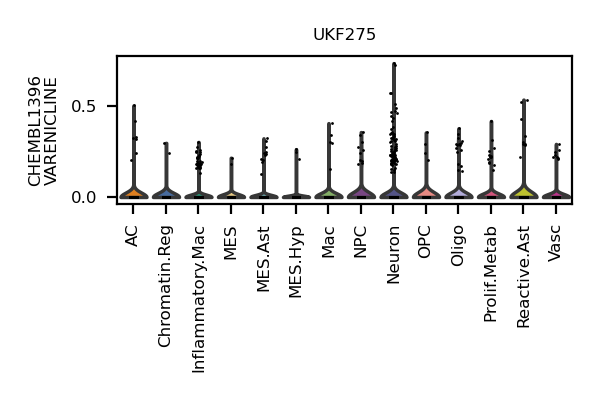 UKF275
CHEMBL1396
VARENICLINE
0.5
0.0
AC
Chromatin.Reg
Inflammatory.Mac
MES
MES.Ast
MES.Hyp
Mac
NPC
Neuron
OPC
Oligo
Prolif.Metab
Reactive.Ast
Vasc